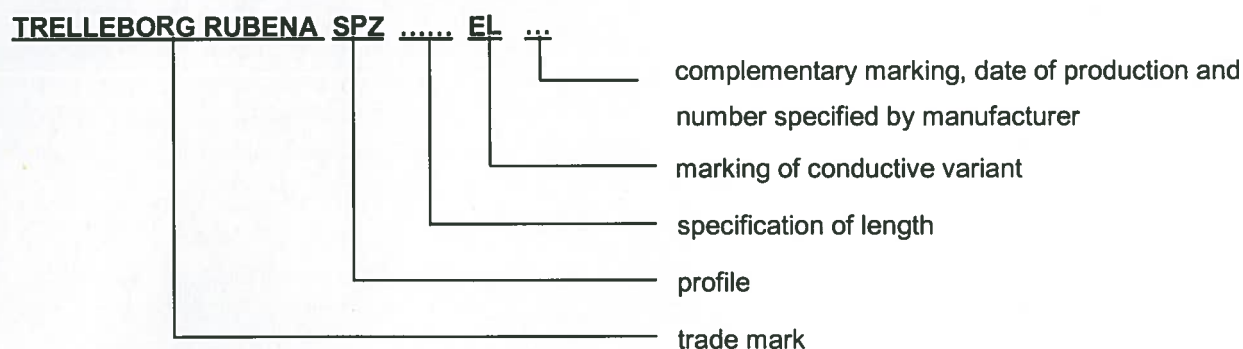 TRELLEBORG RUBENA SPZ ...... EL ...
complementary marking, date of production and
number specified by manufacturer
marking of conductive variant
specification of length
profile
trade mark